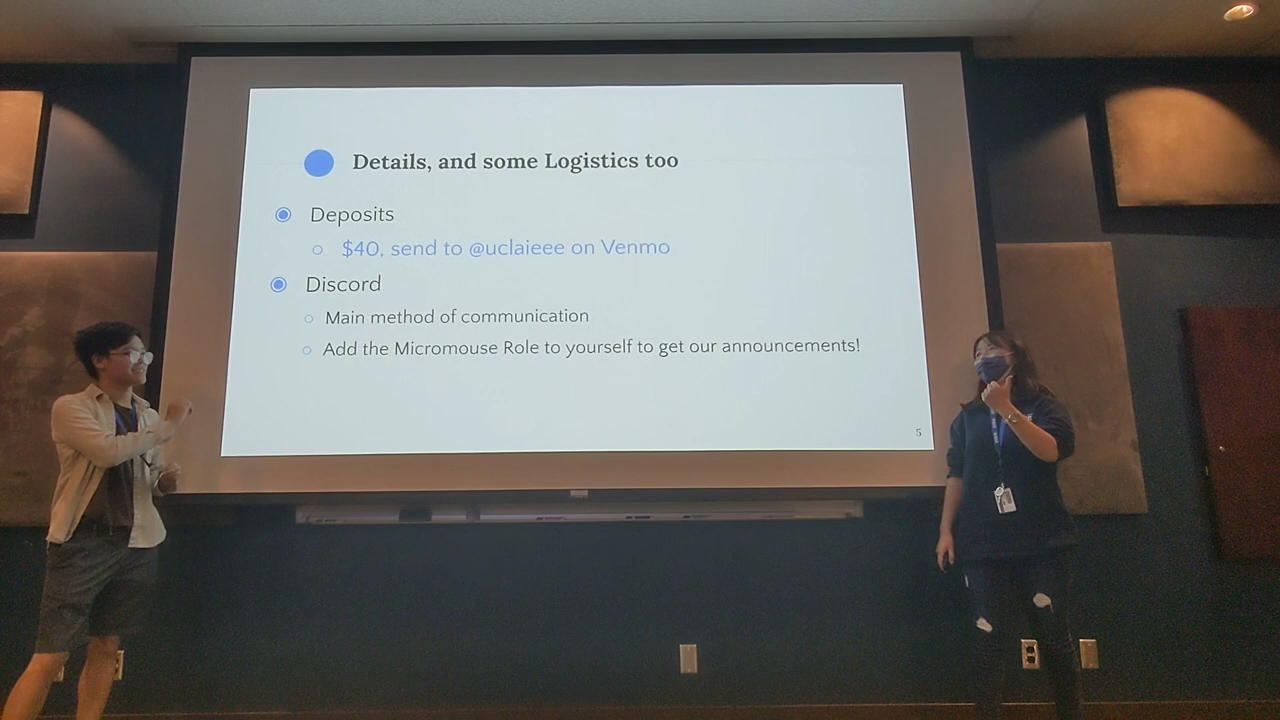 Details, and some Logistics too
Deposits
$40, send to @uclaieee on Venmo
Discord
Main method of communication
Add the Micromouse Role to yourself to get our announcements!
5